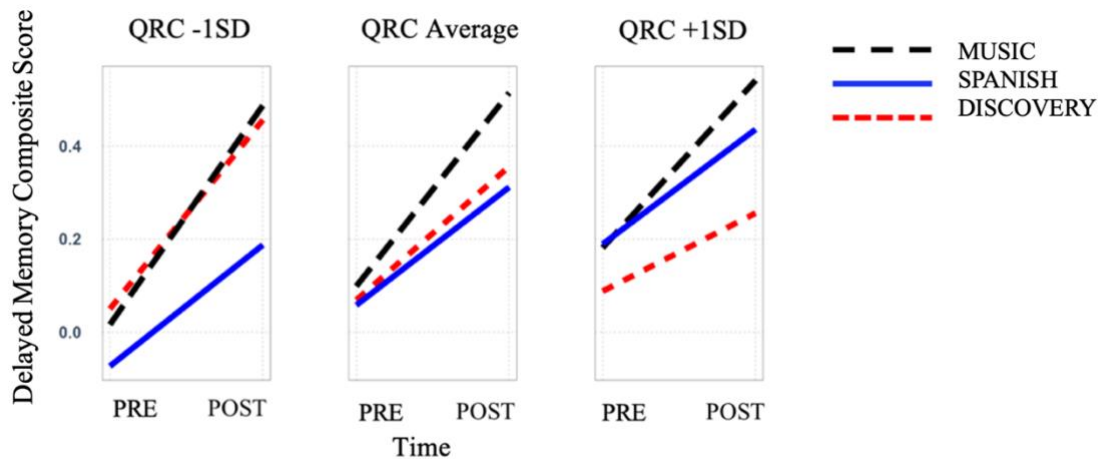 QRC -1SD
QRC Average
QRC +1SD
MUSIC
SPANISH
DISCOVERY
Delayed Memory Composite Score
0.4
0.2
0.0
PRE
POST
PRE
POST
PRE
POST
Time